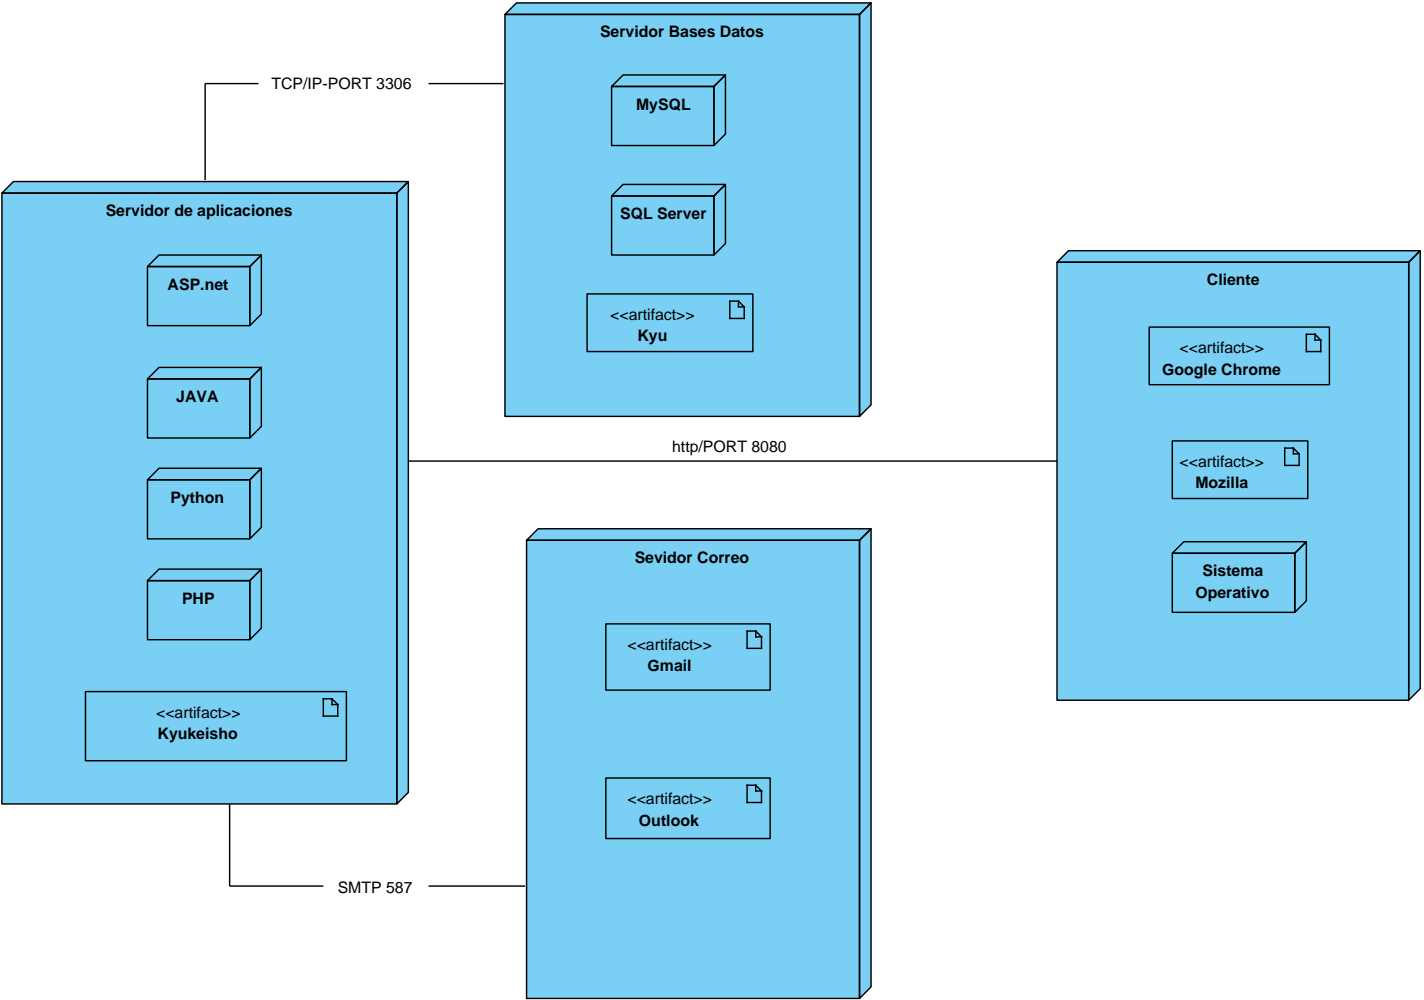 Servidor Bases Datos
MySQL
SQL Server
<<artifact>>
Kyu
TCP/IP-PORT 3306
Servidor de aplicaciones
ASP.net
JAVA
Python
PHP
<<artifact>>
Kyukeisho
http/PORT 8080
Cliente
<<artifact>>
Google Chrome
<<artifact>>
Mozilla
Sistema
Operativo
Sevidor Correo
<<artifact>>
Gmail
<<artifact>>
Outlook
SMTP 587